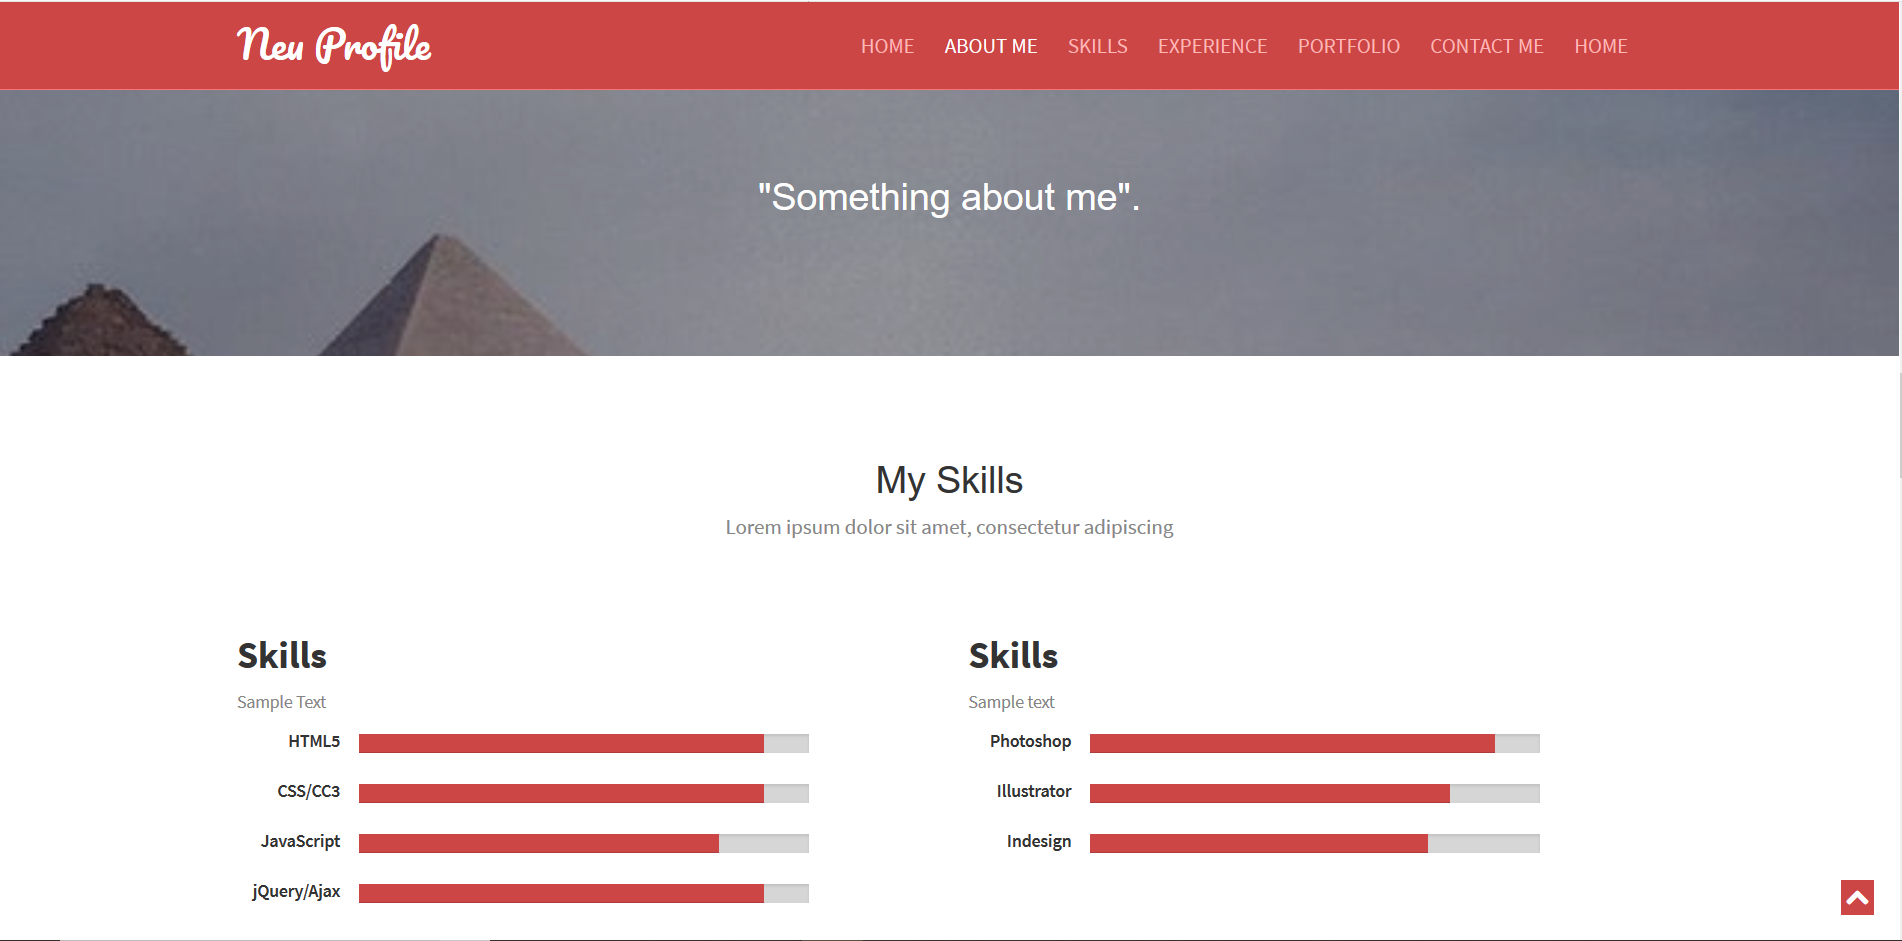 Neu Profile
HOME ABOUT ME SKILLS EXPERIENCE PORTFOLIO CONTACT ME HOME
"Something about me".
My Skills
Lorem ipsum dolor sit amet, consectetur adipiscing
Skills
Sample Text
HTML5
CSS/CC3
JavaScript
jQuery/Ajax
Skills
Sample text
Photoshop
Illustrator
Indesign